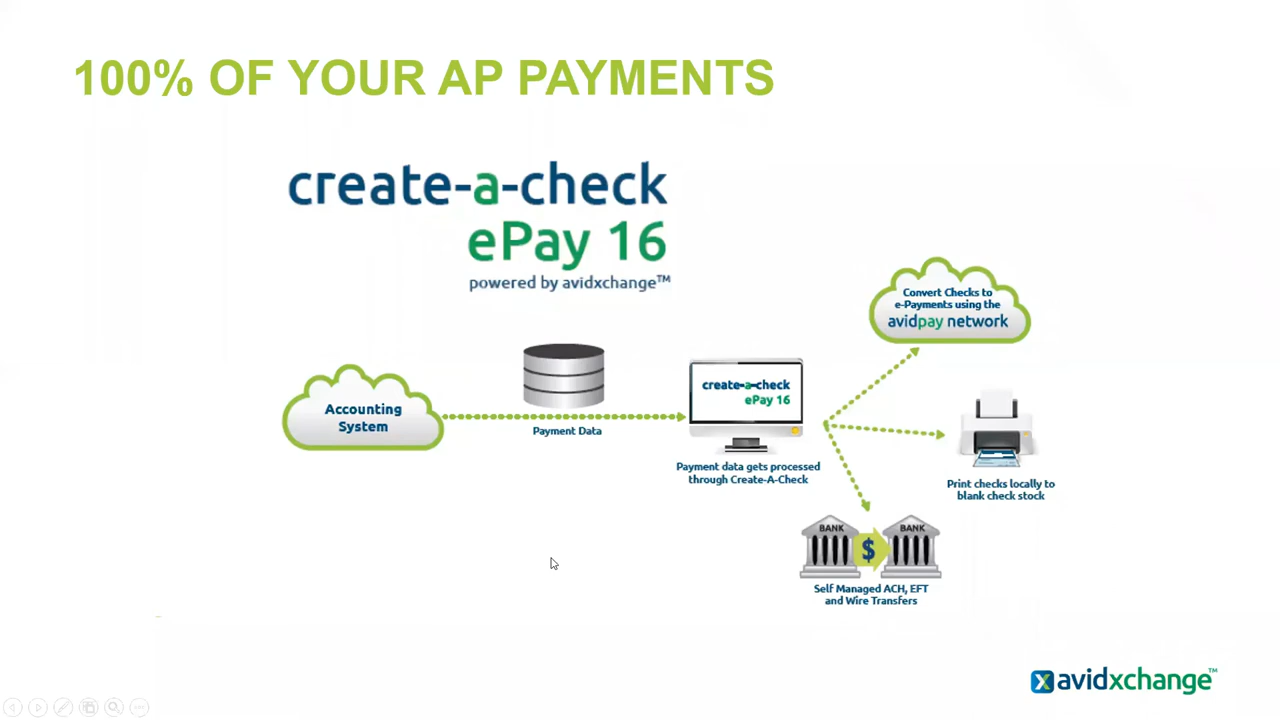 100% OF YOUR AP PAYMENTS
create-a-check
ePay 16
powered by avidxchange™
Convert Checks to
e-Payments using the
avidpay network
Accounting
System
Payment Data
create-a-check
ePay 16
Payment data gets processed
through Create-A-Check
Print checks locally to
blank check stock
BANK
$
BANK
Self Managed ACH, EFT
and Wire Transfers
avidxchange™